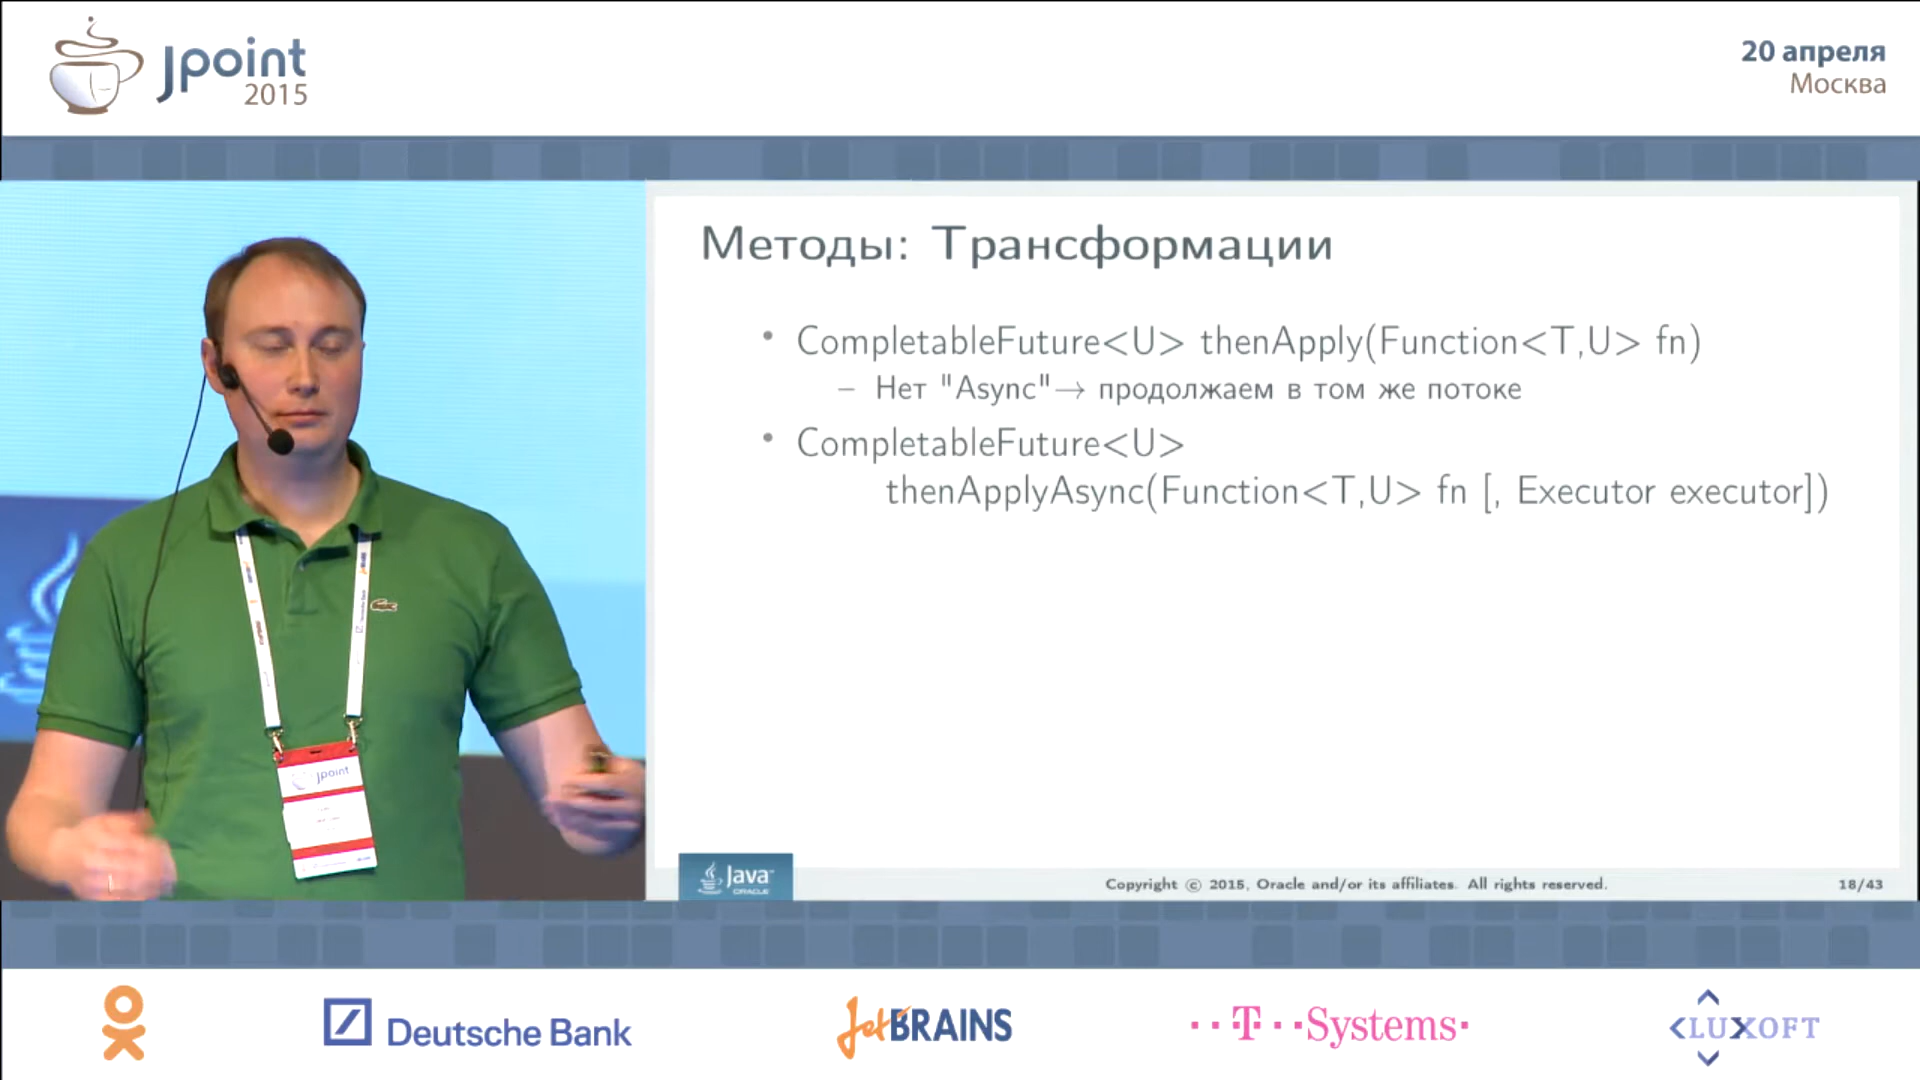 Jpoint
2015
20 апреля
Москва
Методы: Трансформации
• CompletableFuture<U> thenApply(Function<T,U> fn)
– Нет "Async"→ продолжаем в том же потоке
• CompletableFuture<U>
thenApplyAsync(Function<T,U> fn [, Executor executor])
Java
ORACLE
Copyright © 2015, Oracle and/or its affiliates. All rights reserved.
18/43
Jpoint
Deutsche Bank
JetBRAINS
··T··Systems·
LUXOFT